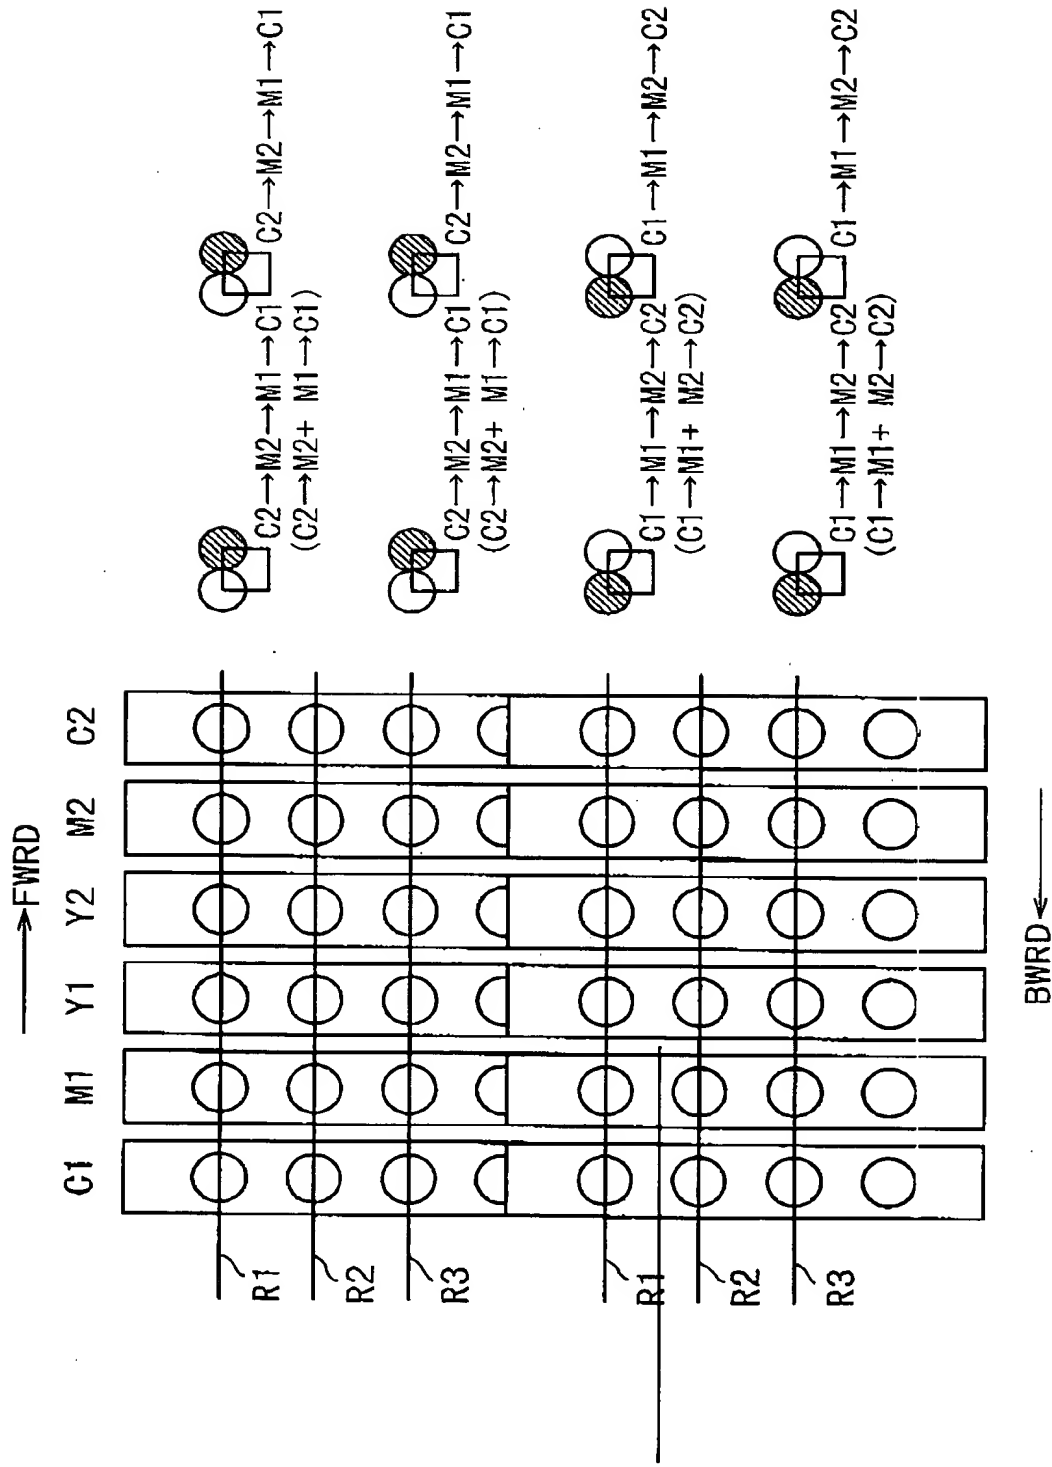 FWRD
C1 M1 Y1 Y2 M2 C2
R1
C2→M2→M1→C1
(C2→M2+ M1→C1)
C2→M2→M1→C1
R2
R3
C2→M2→M1→C1
(C2→M2+ M1→C1)
C2→M2→M1→C1
R1
C1→M1→M2→C2
(C1→M1+ M2→C2)
C1→M1→M2→C2
R2
R3
C1→M1→M2→C2
(C1→M1+ M2→C2)
C1→M1→M2→C2
BWRD